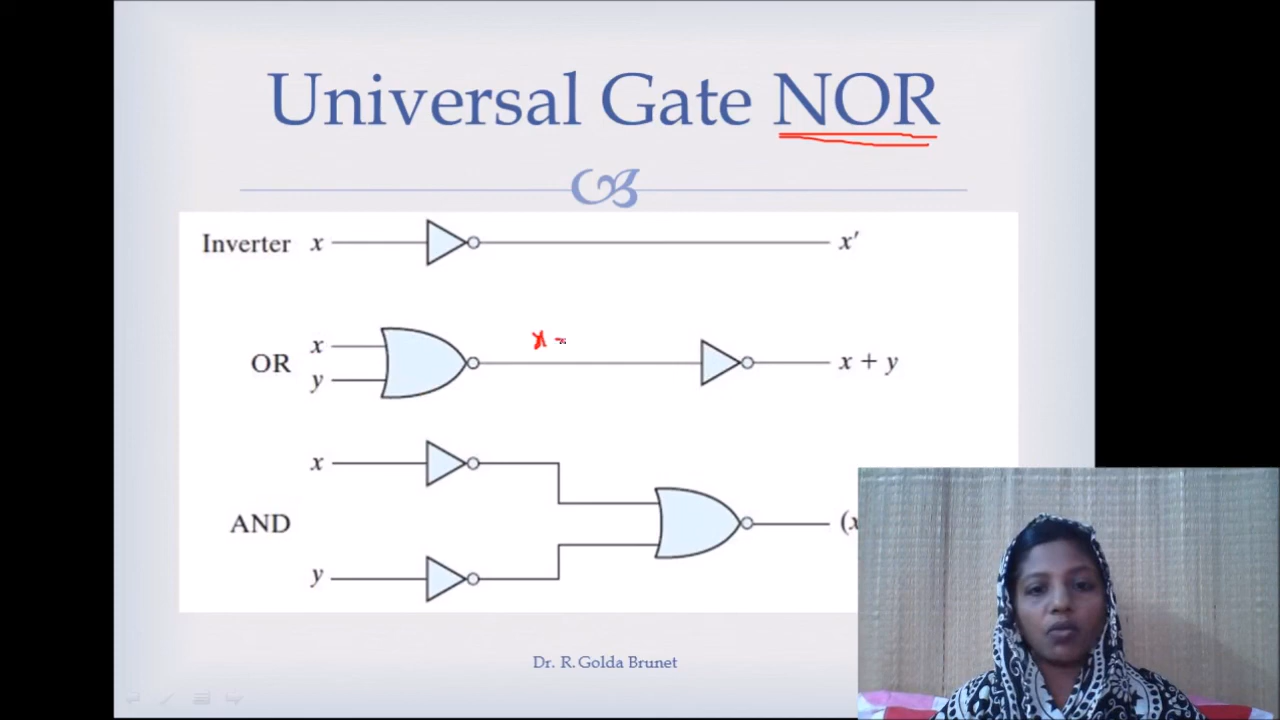 Universal Gate NOR
Inverter x x′
x -
OR x y x + y
x
AND (x
y
Dr. R. Golda Brunet